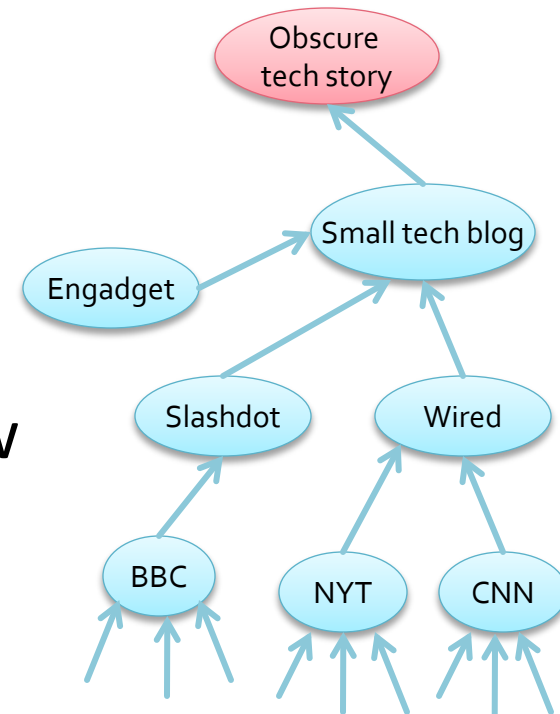 Obscure
tech story
Small tech blog
Engadget
Slashdot
Wired
BBC
NYT
CNN